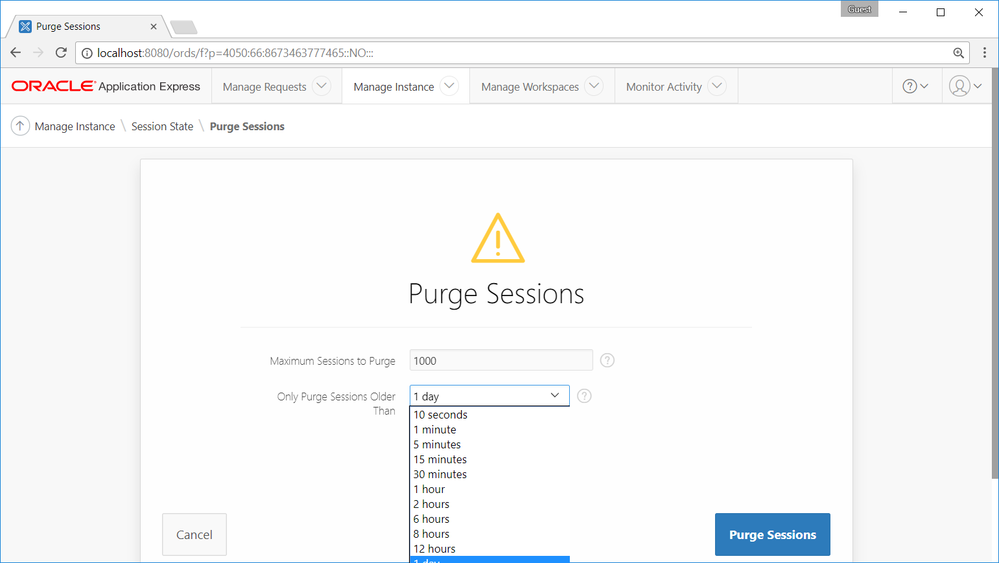 Guest
Purge Sessions
localhost:8080/ords/f?p=4050:66:8673463777465::NO:::
ORACLE Application Express Manage Requests Manage Instance Manage Workspaces Monitor Activity
Manage Instance \ Session State \ Purge Sessions
Purge Sessions
Maximum Sessions to Purge 1000 ?
Only Purge Sessions Older Than 1 day ?
10 seconds
1 minute
5 minutes
15 minutes
30 minutes
1 hour
2 hours
6 hours
8 hours
12 hours
1 day
Cancel
Purge Sessions